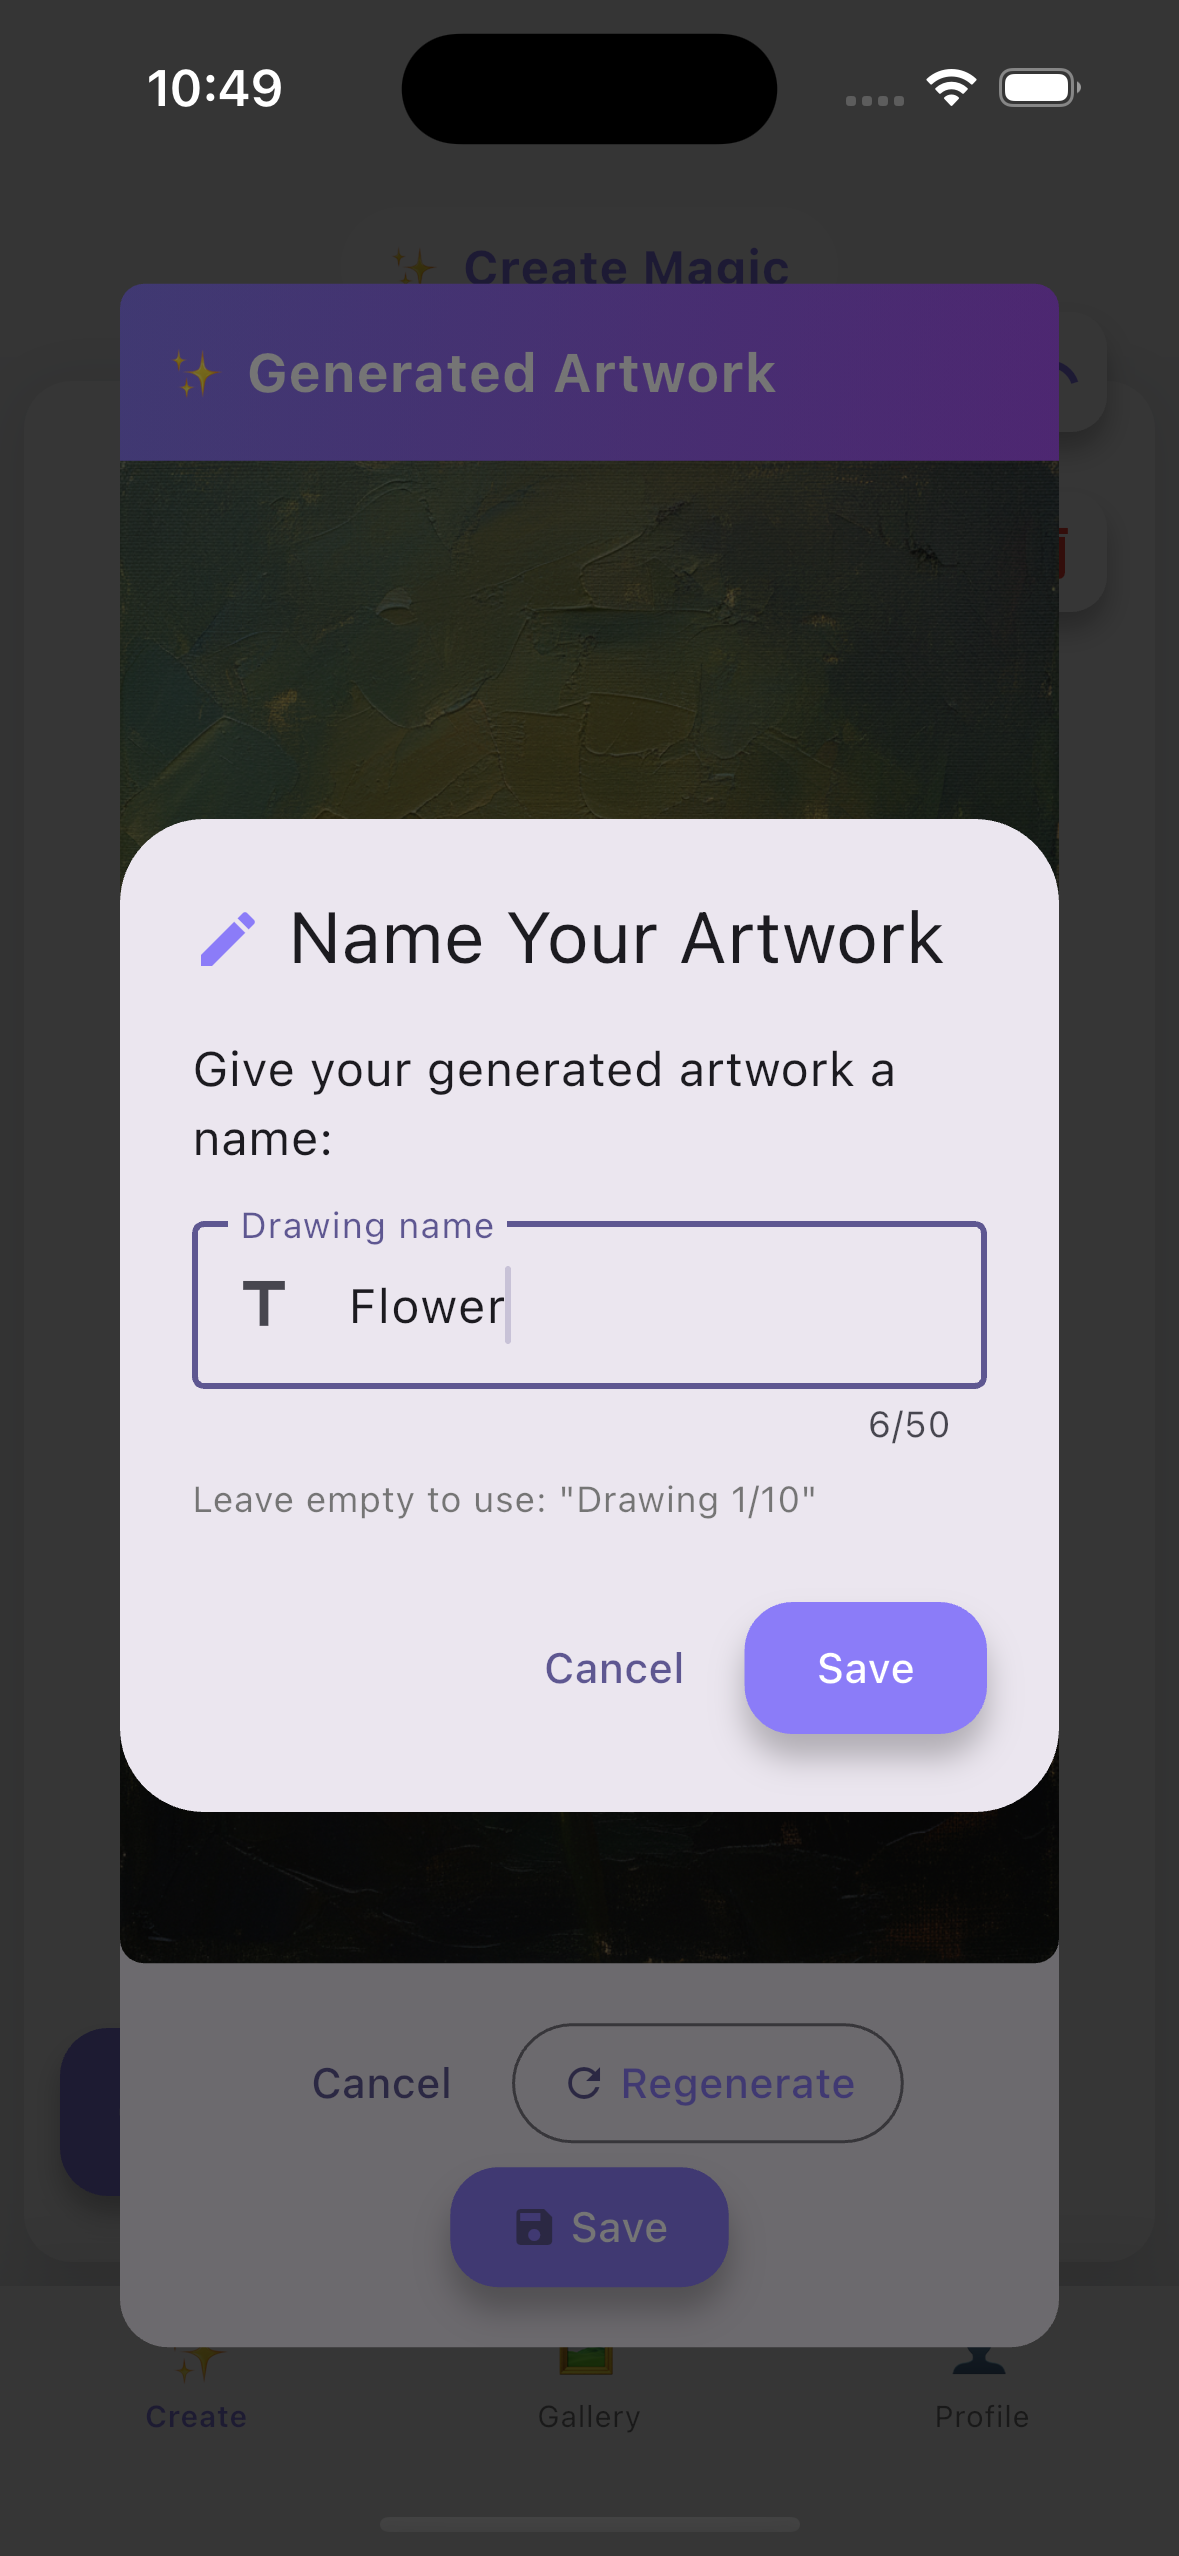 10:49
Create Magic
Generated Artwork
Name Your Artwork
Give your generated artwork a
name:
Drawing name
Flower
6/50
Leave empty to use: "Drawing 1/10"
Cancel
Save
Cancel
Regenerate
Save
Create
Gallery
Profile